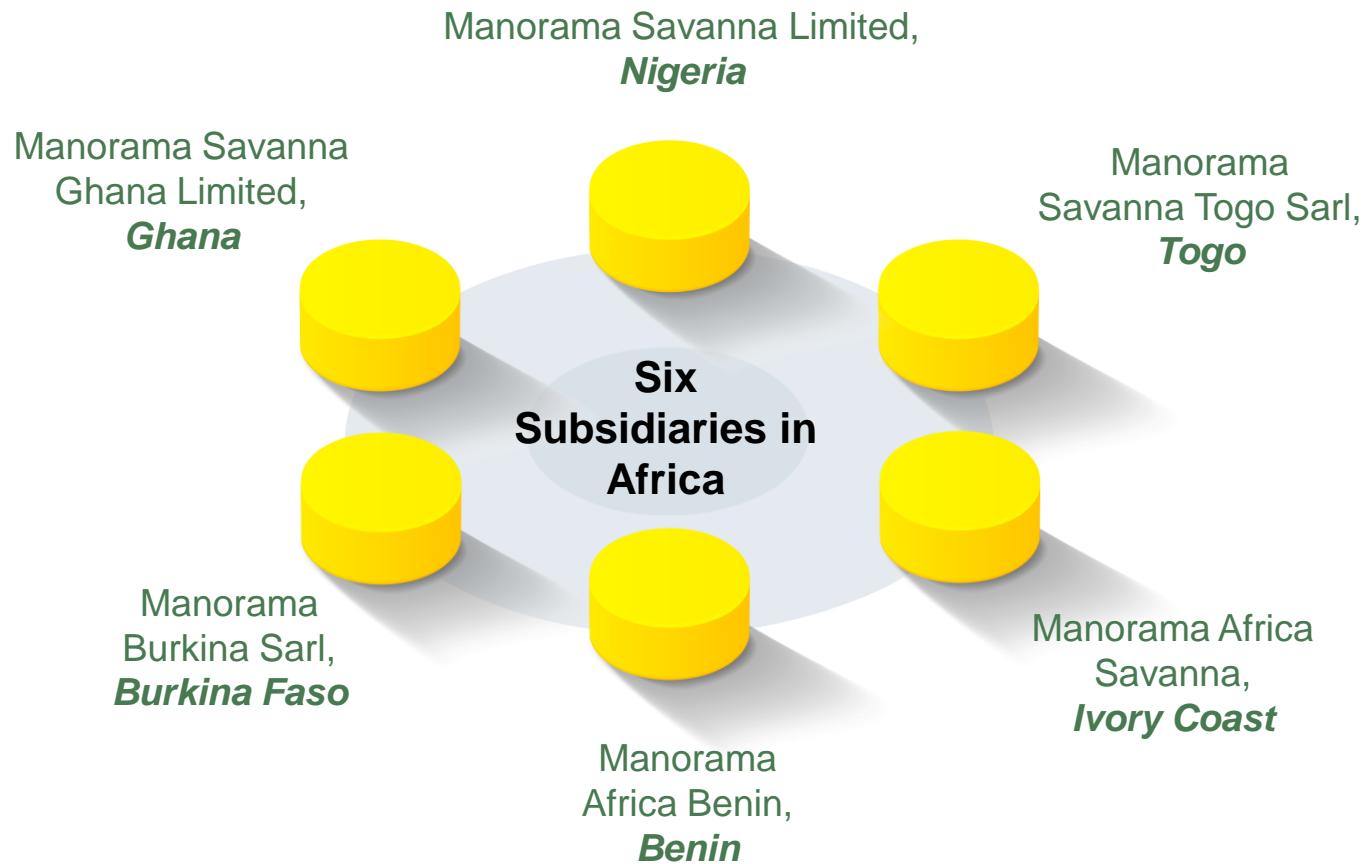 Manorama Savanna Limited,
Nigeria
Manorama Savanna
Ghana Limited,
Ghana
Manorama
Savanna Togo Sarl,
Togo
Six
Subsidiaries in
Africa
Manorama
Burkina Sarl,
Burkina Faso
Manorama Africa
Savanna,
Ivory Coast
Manorama
Africa Benin,
Benin